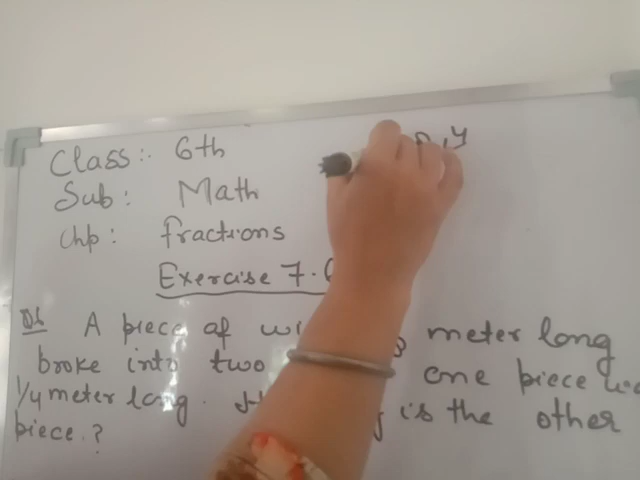 Class:- 6th
Sub: Math
Chp: fractions
Exercise 7.
A piece of meter long
broke into two one piece
1/4 meter long. is the other
piece.?